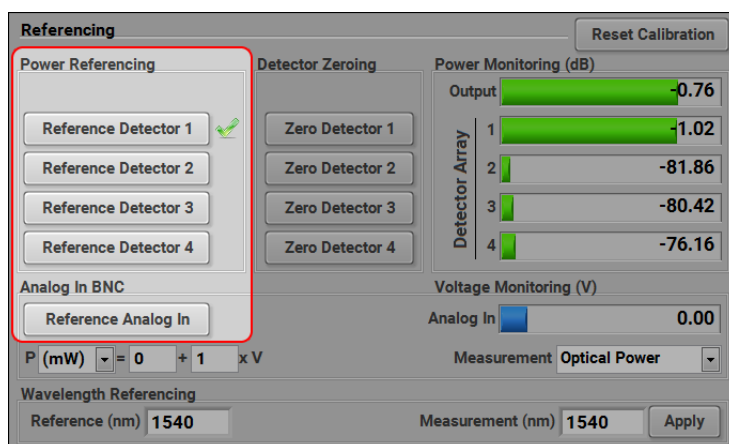 Referencing
Reset Calibration
Power Referencing
Detector Zeroing
Power Monitoring (dB)
Output
-0.76
Reference Detector 1
Zero Detector 1
Detector Array
1
-1.02
Reference Detector 2
Zero Detector 2
2
-81.86
Reference Detector 3
Zero Detector 3
3
-80.42
Reference Detector 4
Zero Detector 4
4
-76.16
Analog In BNC
Voltage Monitoring (V)
Reference Analog In
Analog In
0.00
P (mW) = 0 + 1 x V
Measurement Optical Power
Wavelength Referencing
Reference (nm) 1540
Measurement (nm) 1540
Apply